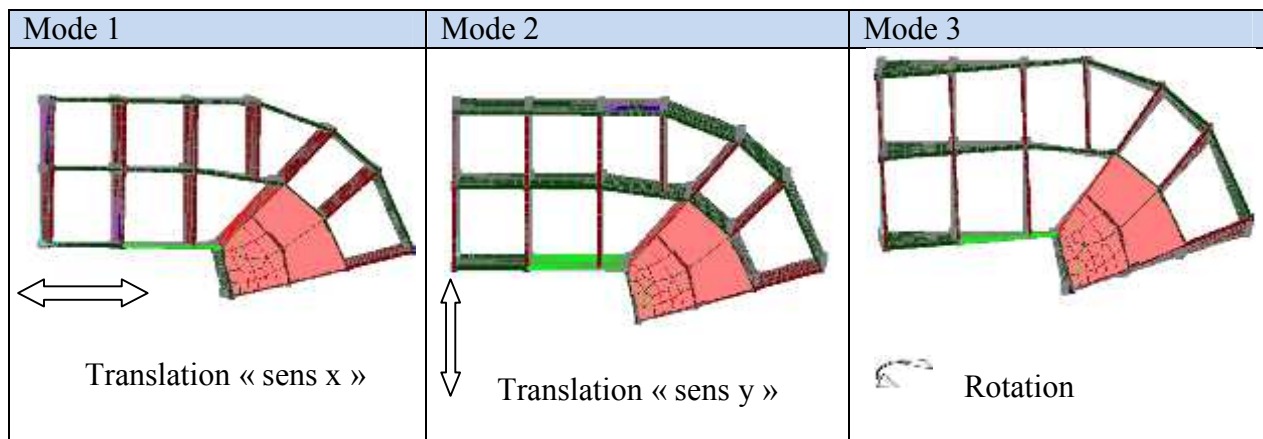 Mode 1
Mode 2
Mode 3
Translation « sens x »
Translation « sens y »
Rotation